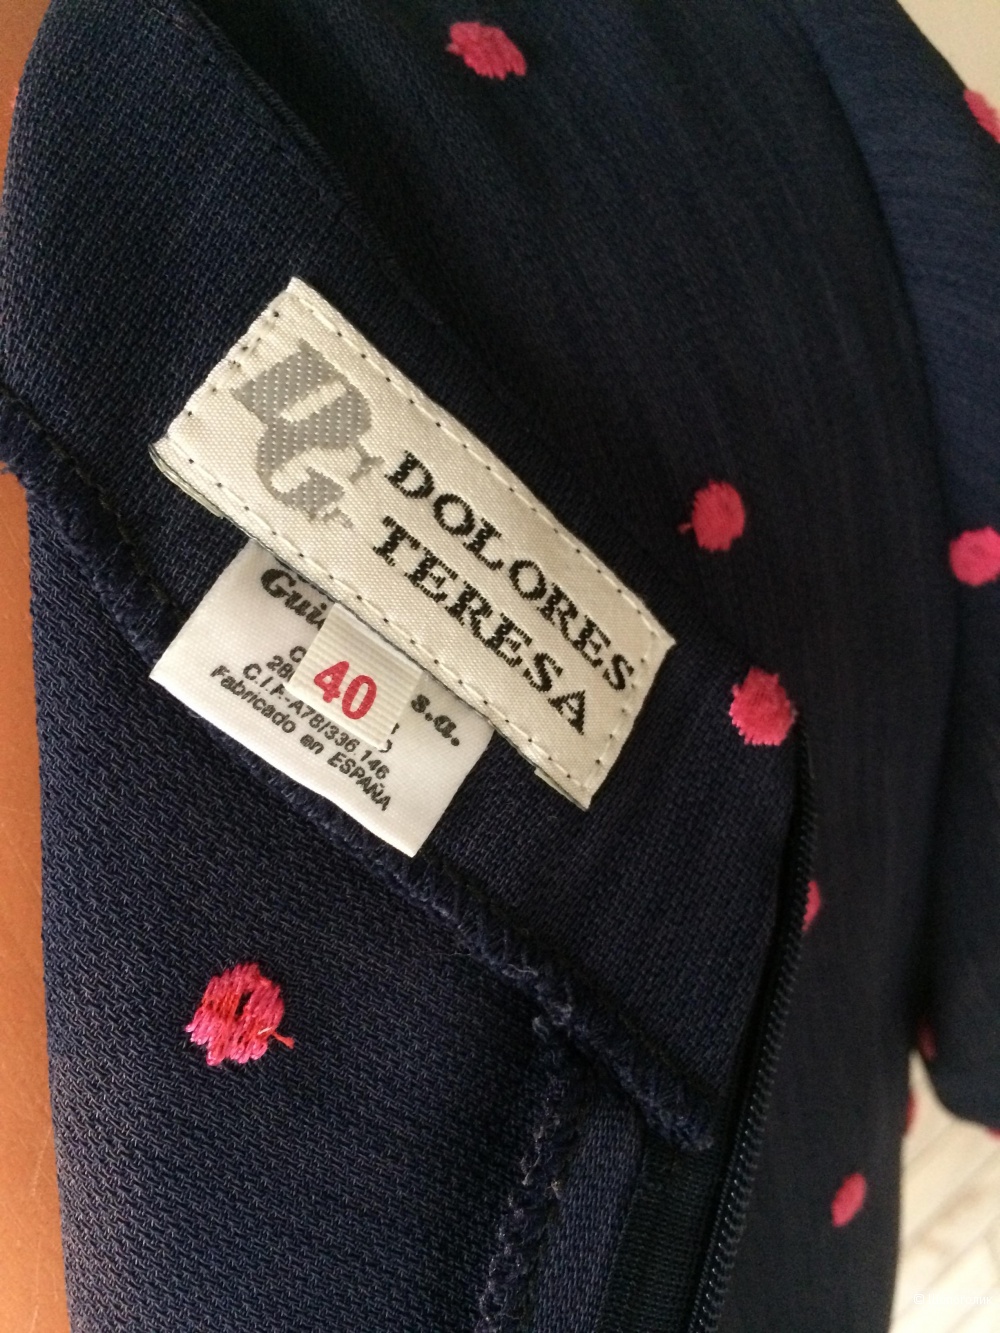 DOLORES
TERESA
40
s.a.
C.I.F-A78/336.146
Fabricado en ESPAÑA